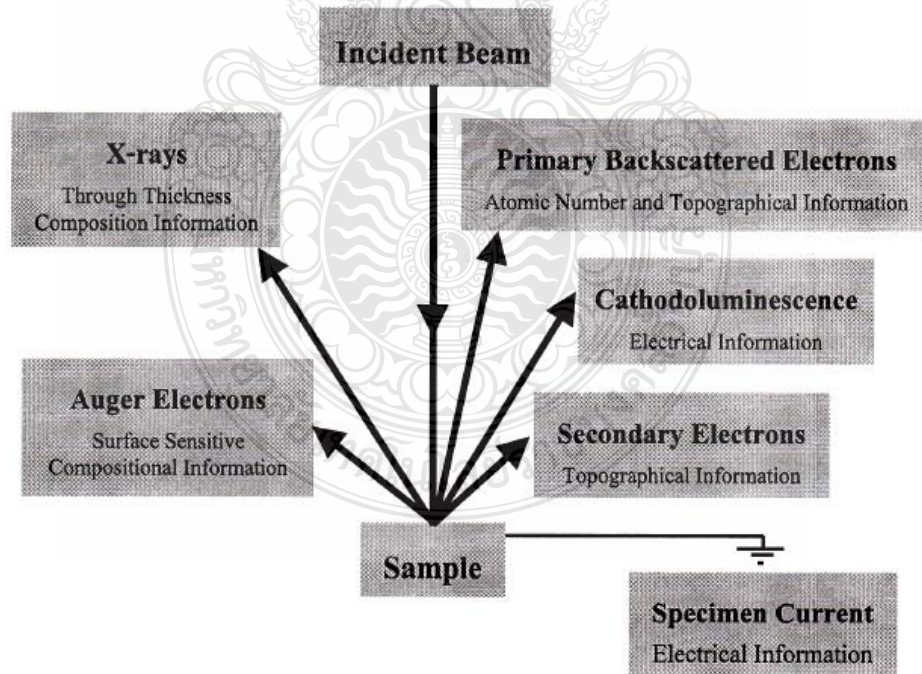 Incident Beam
X-rays
Through Thickness
Composition Information
Primary Backscattered Electrons
Atomic Number and Topographical Information
Cathodoluminescence
Electrical Information
Auger Electrons
Surface Sensitive
Compositional Information
Secondary Electrons
Topographical Information
Sample
Specimen Current
Electrical Information